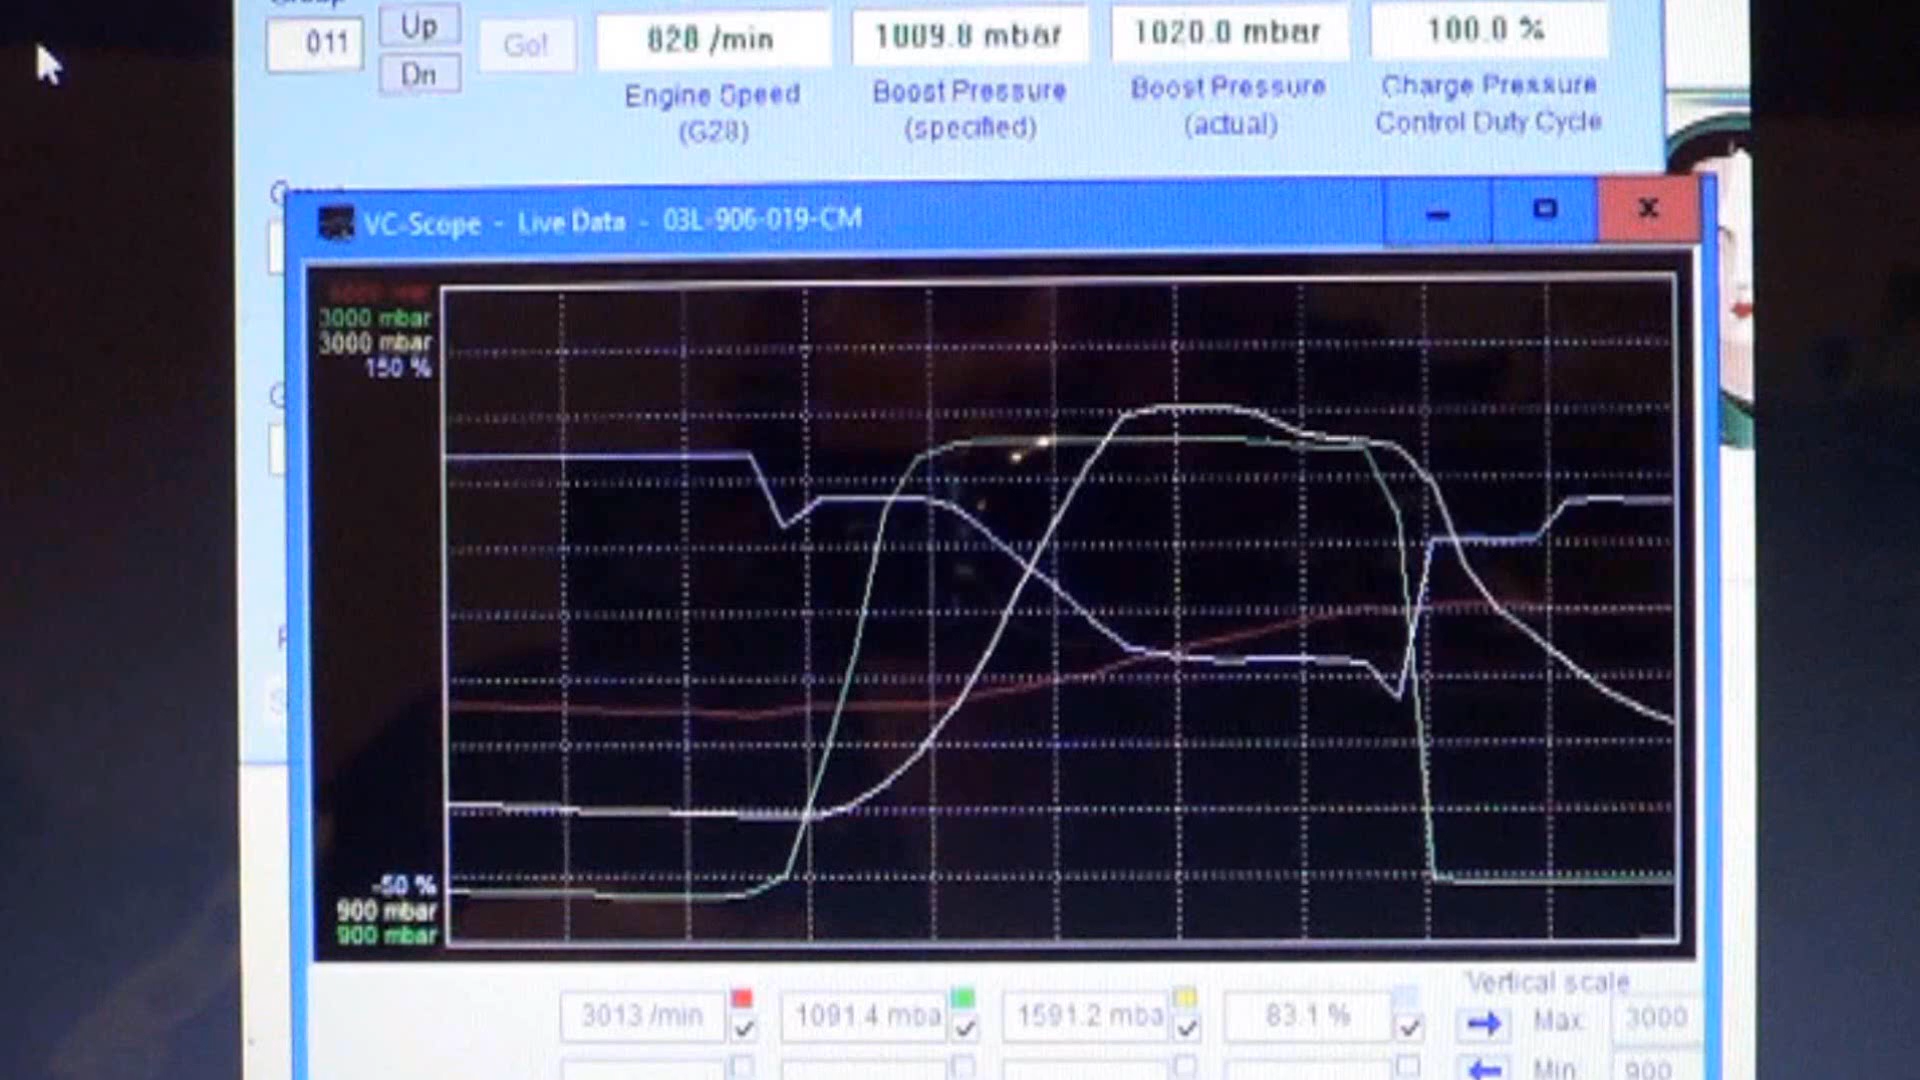 011
Up
Dn
Go!
828 /min
1009.8 mbar
1020.0 mbar
100.0 %
Engine Speed
(G28)
Boost Pressure
(specified)
Boost Pressure
(actual)
Charge Pressure
Control Duty Cycle
VC-Scope - Live Data - 03L-906-019-CM
3000 mbar
3000 mbar
150 %
-50 %
900 mbar
900 mbar
3013 /min
1091.4 mba
1591.2 mba
83.1 %
Vertical scale
Max
3000
Min
900